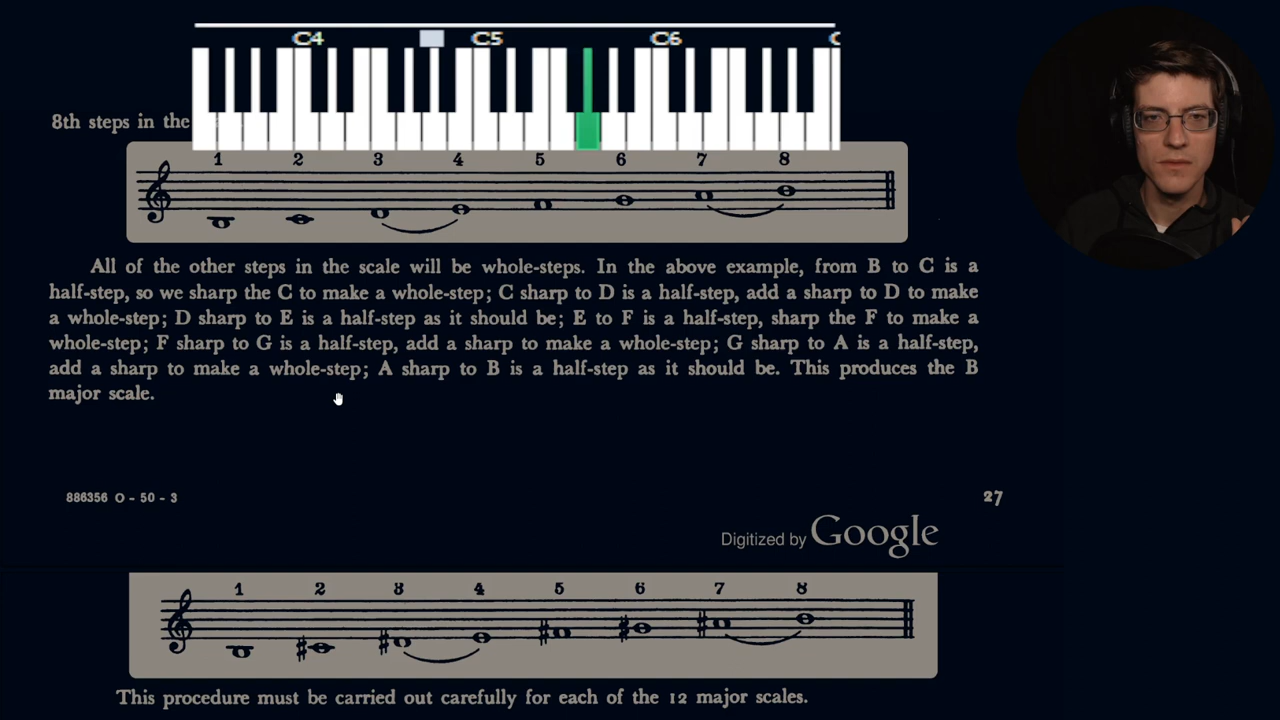 C4 C5 C6
8th steps in the
1 2 3 4 5 6 7 8
All of the other steps in the scale will be whole-steps. In the above example, from B to C is a
half-step, so we sharp the C to make a whole-step; C sharp to D is a half-step, add a sharp to D to make
a whole-step; D sharp to E is a half-step as it should be; E to F is a half-step, sharp the F to make a
whole-step; F sharp to G is a half-step, add a sharp to make a whole-step; G sharp to A is a half-step,
add a sharp to make a whole-step; A sharp to B is a half-step as it should be. This produces the B
major scale.
886356 O - 50 - 3 27
Digitized by Google
1 2 3 4 5 6 7 8
This procedure must be carried out carefully for each of the 12 major scales.